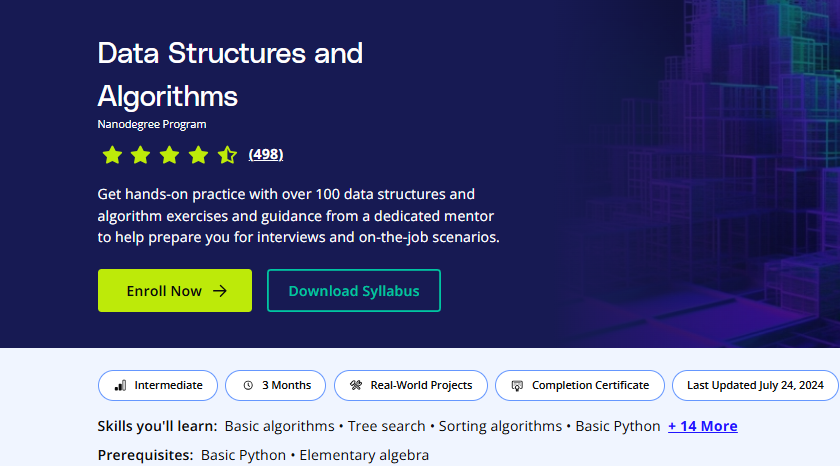 Data Structures and
Algorithms
Nanodegree Program
(498)
Get hands-on practice with over 100 data structures and
algorithm exercises and guidance from a dedicated mentor
to help prepare you for interviews and on-the-job scenarios.
Enroll Now → Download Syllabus
Intermediate 3 Months Real-World Projects Completion Certificate Last Updated July 24, 2024
Skills you'll learn: Basic algorithms • Tree search • Sorting algorithms • Basic Python + 14 More
Prerequisites: Basic Python • Elementary algebra